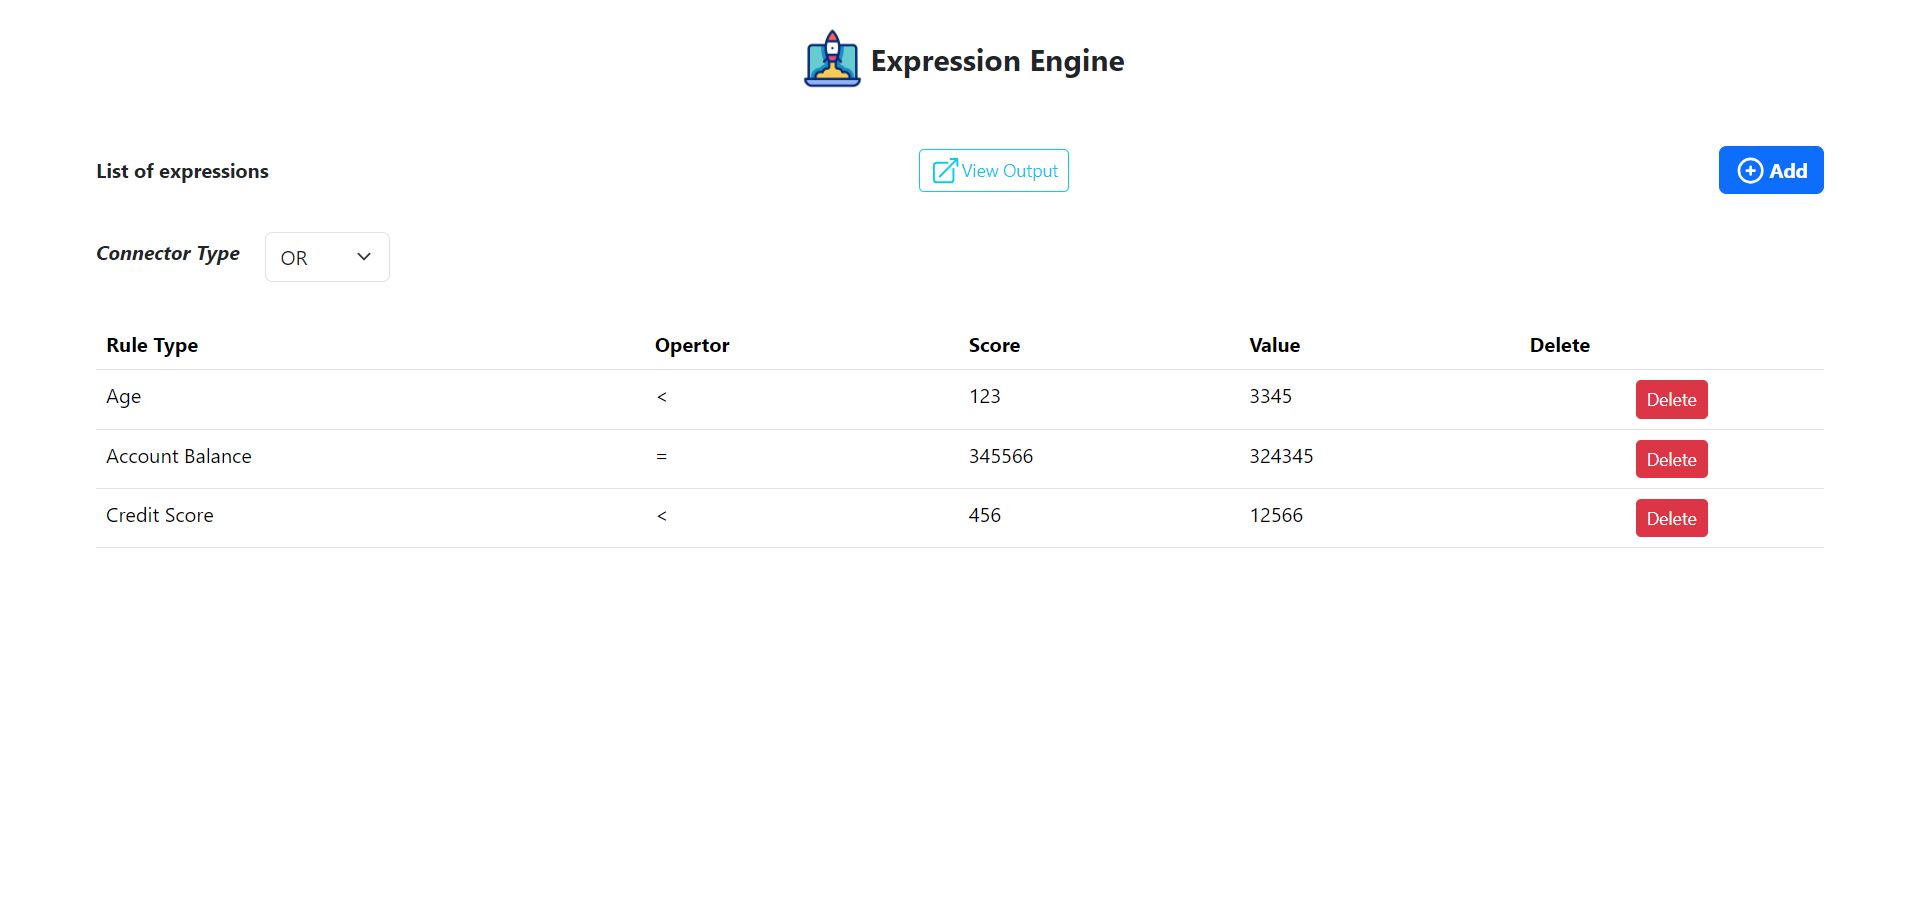 Expression Engine
List of expressions
View Output
Add
Connector Type
OR
Rule Type Opertor Score Value Delete
Age < 123 3345 Delete
Account Balance = 345566 324345 Delete
Credit Score < 456 12566 Delete